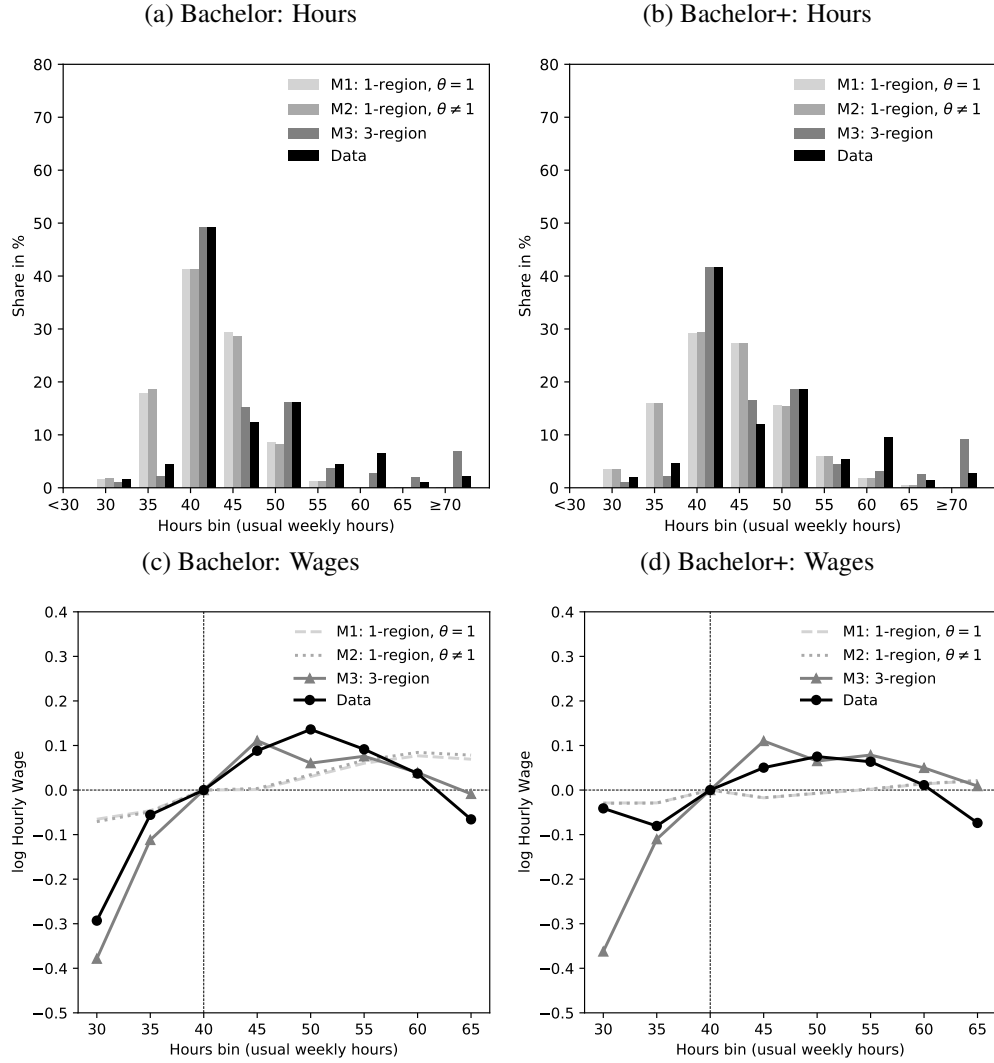 (a) Bachelor: Hours
80
70
60
50
40
30
20
10
0
Share in %
M1: 1-region, θ = 1
M2: 1-region, θ ≠ 1
M3: 3-region
Data
<30 30 35 40 45 50 55 60 65 ≥70
Hours bin (usual weekly hours)
(b) Bachelor+: Hours
80
70
60
50
40
30
20
10
0
Share in %
M1: 1-region, θ = 1
M2: 1-region, θ ≠ 1
M3: 3-region
Data
<30 30 35 40 45 50 55 60 65 ≥70
Hours bin (usual weekly hours)
(c) Bachelor: Wages
0.4
0.3
0.2
0.1
0.0
−0.1
−0.2
−0.3
−0.4
−0.5
log Hourly Wage
M1: 1-region, θ = 1
M2: 1-region, θ ≠ 1
M3: 3-region
Data
30 35 40 45 50 55 60 65
Hours bin (usual weekly hours)
(d) Bachelor+: Wages
0.4
0.3
0.2
0.1
0.0
−0.1
−0.2
−0.3
−0.4
−0.5
log Hourly Wage
M1: 1-region, θ = 1
M2: 1-region, θ ≠ 1
M3: 3-region
Data
30 35 40 45 50 55 60 65
Hours bin (usual weekly hours)